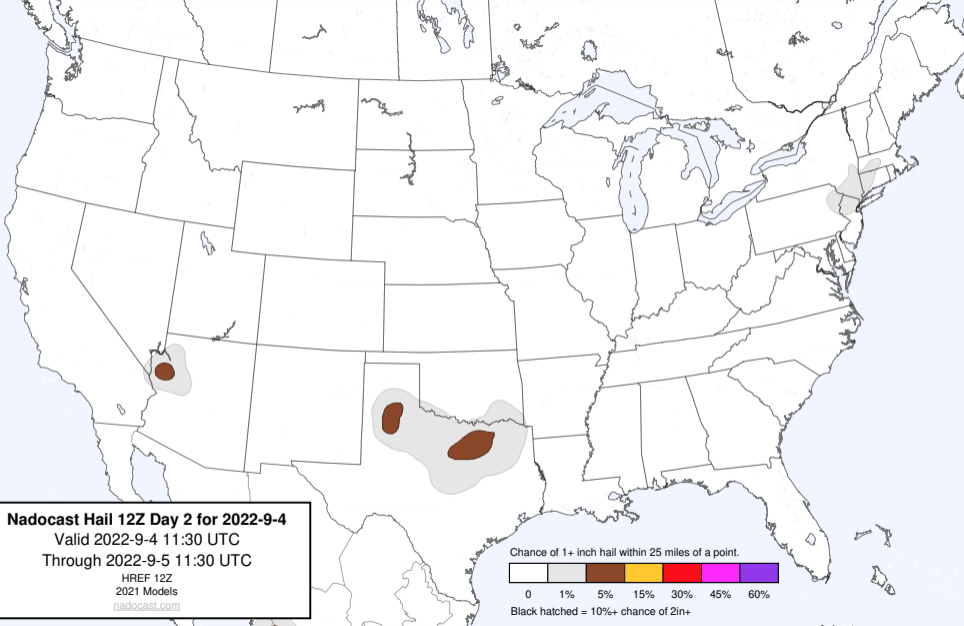 Nadocast Hail 12Z Day 2 for 2022-9-4
Valid 2022-9-4 11:30 UTC
Through 2022-9-5 11:30 UTC
HREF 12Z
2021 Models
nadocast.com
Chance of 1+ inch hail within 25 miles of a point.
0 1% 5% 15% 30% 45% 60%
Black hatched = 10%+ chance of 2in+